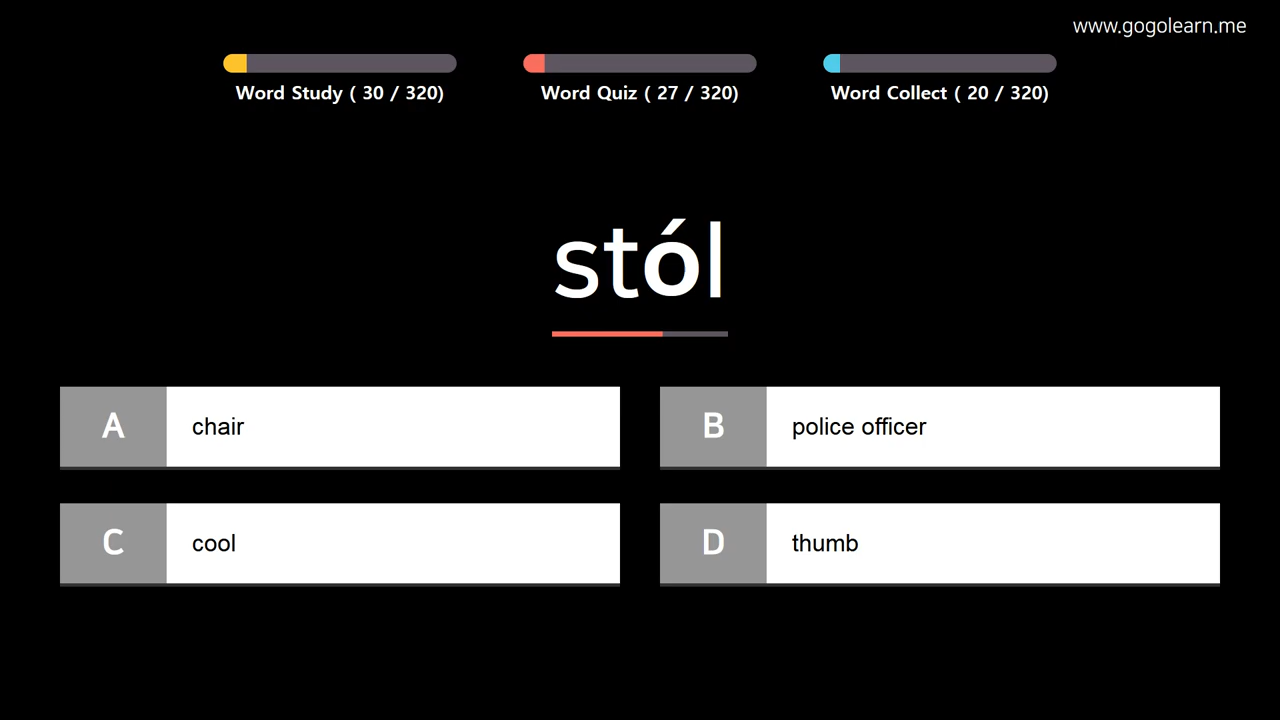 www.gogolearn.me
Word Study ( 30 / 320)
Word Quiz ( 27 / 320)
Word Collect ( 20 / 320)
stól
A chair
B police officer
C cool
D thumb